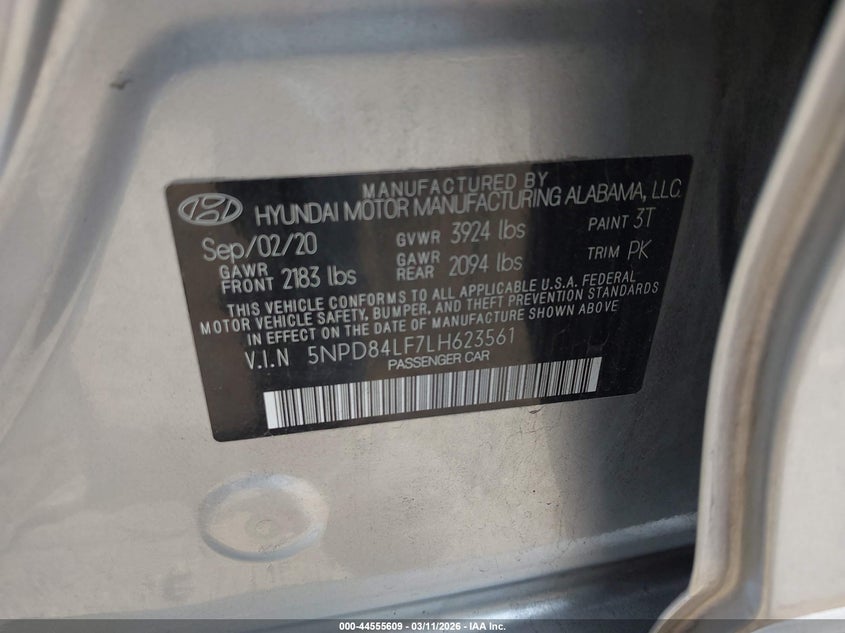 MANUFACTURED BY
HYUNDAI MOTOR MANUFACTURING ALABAMA, LLC.
Sep/02/20 GVWR 3924 lbs PAINT 3T
GAWR FRONT 2183 lbs GAWR REAR 2094 lbs TRIM PK
THIS VEHICLE CONFORMS TO ALL APPLICABLE U.S.A. FEDERAL
MOTOR VEHICLE SAFETY, BUMPER, AND THEFT PREVENTION STANDARDS
IN EFFECT ON THE DATE OF MANUFACTURE SHOWN ABOVE
V.I.N 5NPD84LF7LH623561
PASSENGER CAR
000-44555609 - 03/11/2026 - IAA Inc.